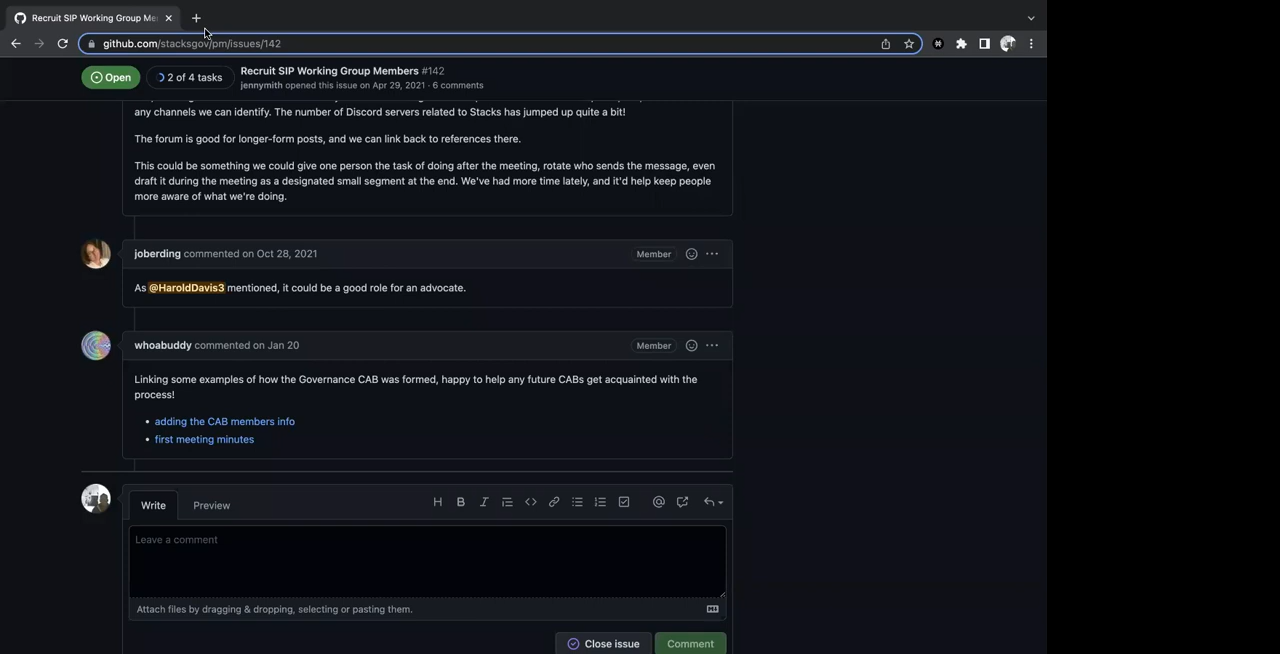 Recruit SIP Working Group Me
github.com/stacksgov/pm/issues/142
Open
2 of 4 tasks
Recruit SIP Working Group Members #142
jennymith opened this issue on Apr 29, 2021 · 6 comments
any channels we can identify. The number of Discord servers related to Stacks has jumped up quite a bit!
The forum is good for longer-form posts, and we can link back to references there.
This could be something we could give one person the task of doing after the meeting, rotate who sends the message, even
draft it during the meeting as a designated small segment at the end. We've had more time lately, and it'd help keep people
more aware of what we're doing.
joberding commented on Oct 28, 2021
Member
As @HaroldDavis3 mentioned, it could be a good role for an advocate.
whoabuddy commented on Jan 20
Member
Linking some examples of how the Governance CAB was formed, happy to help any future CABs get acquainted with the
process!
• adding the CAB members info
• first meeting minutes
Write
Preview
Leave a comment
Attach files by dragging & dropping, selecting or pasting them.
Close issue
Comment